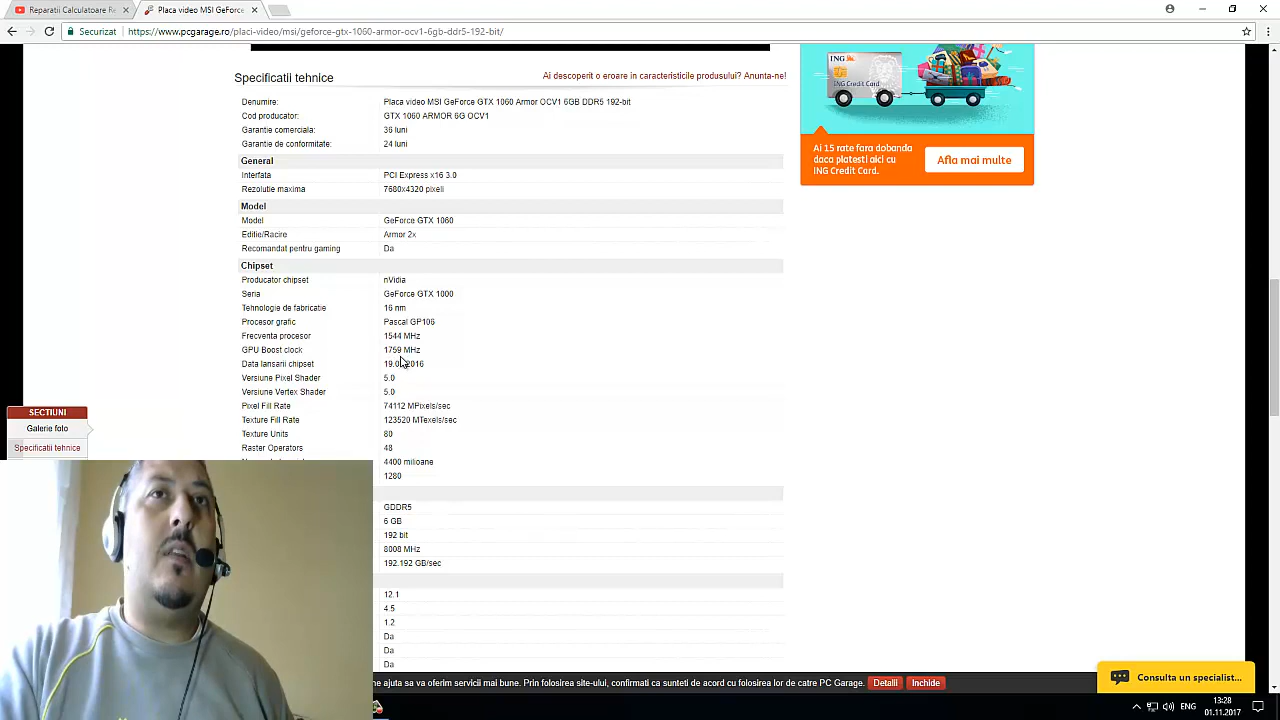 Reparatii Calculatoare Re
Placa video MSI GeForce
Securizat
https://www.pcgarage.ro/placi-video/msi/geforce-gtx-1060-armor-ocv1-6gb-ddr5-192-bit/
Specificatii tehnice
Ai descoperit o eroare in caracteristicile produsului? Anunta-ne!
Denumire: Placa video MSI GeForce GTX 1060 Armor OCV1 6GB DDR5 192-bit
Cod producator: GTX 1060 ARMOR 6G OCV1
Garantie comerciala: 36 luni
Garantie de conformitate: 24 luni
General
Interfata PCI Express x16 3.0
Rezolutie maxima 7680x4320 pixeli
Model
Model GeForce GTX 1060
Editie/Racire Armor 2x
Recomandat pentru gaming Da
Chipset
Producator chipset nVidia
Seria GeForce GTX 1000
Tehnologie de fabricatie 16 nm
Procesor grafic Pascal GP106
Frecventa procesor 1544 MHz
GPU Boost clock 1759 MHz
Data lansarii chipset
Versiune Pixel Shader 5.0
Versiune Vertex Shader 5.0
Pixel Fill Rate 74112 MPixels/sec
Texture Fill Rate 123520 MTexels/sec
Texture Units 80
Raster Operators 48
4400 milioane
1280
GDDR5
6 GB
192 bit
8008 MHz
192.192 GB/sec
12.1
4.5
1.2
Da
Da
Da
ING
ING Credit Card
Ai 15 rate fara dobanda
daca platesti aici cu
ING Credit Card.
Afla mai multe
SECTIUNI
Galerie foto
Specificatii tehnice
ne ajuta sa va oferim servicii mai bune. Prin folosirea site-ului, confirmati ca sunteti de acord cu folosirea lor de catre PC Garage.
Detalii
Inchide
Consulta un specialist...
ENG
13:28
01.11.2017